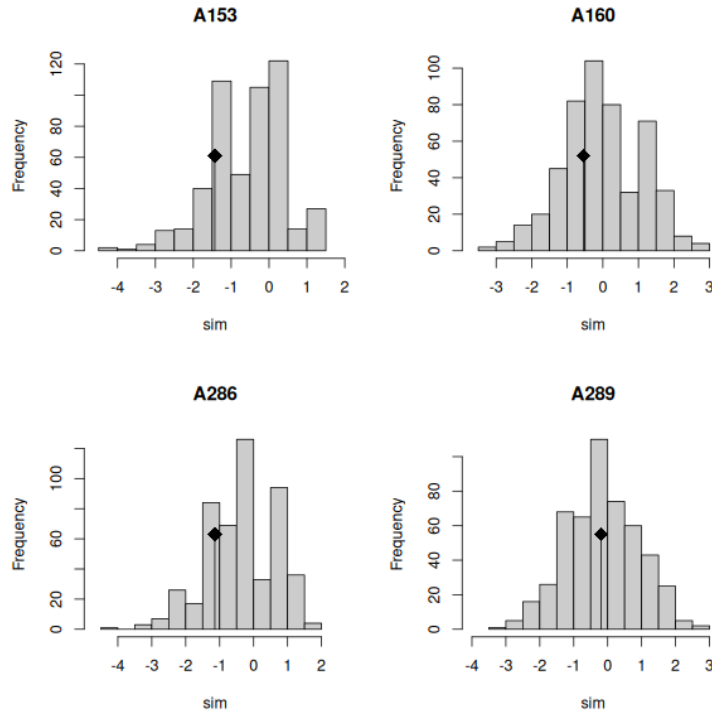 A153
Frequency
0 20 40 60 80 120
-4 -3 -2 -1 0 1 2
sim
A160
Frequency
0 20 40 60 80 100
-3 -2 -1 0 1 2 3
sim
A286
Frequency
0 20 60 100
-4 -3 -2 -1 0 1 2
sim
A289
Frequency
0 20 40 60 80
-4 -3 -2 -1 0 1 2 3
sim